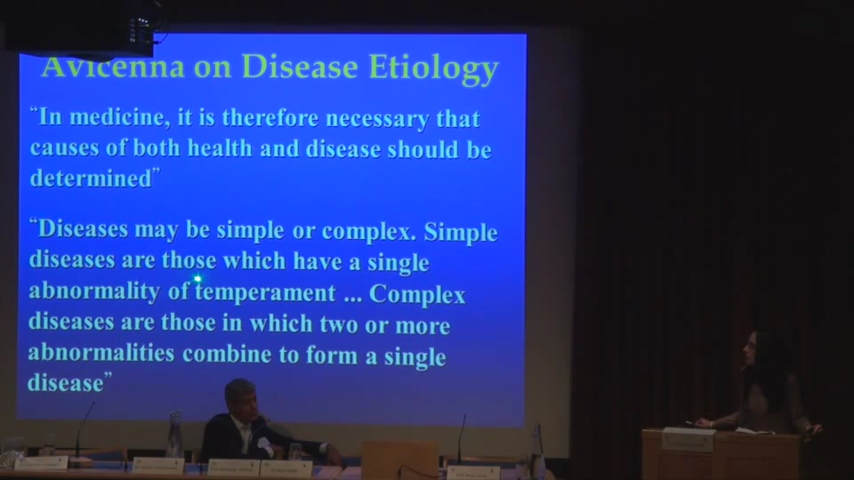 Avicenna on Disease Etiology
“In medicine, it is therefore necessary that
causes of both health and disease should be
determined”
“Diseases may be simple or complex. Simple
diseases are those which have a single
abnormality of temperament ... Complex
diseases are those in which two or more
abnormalities combine to form a single
disease”